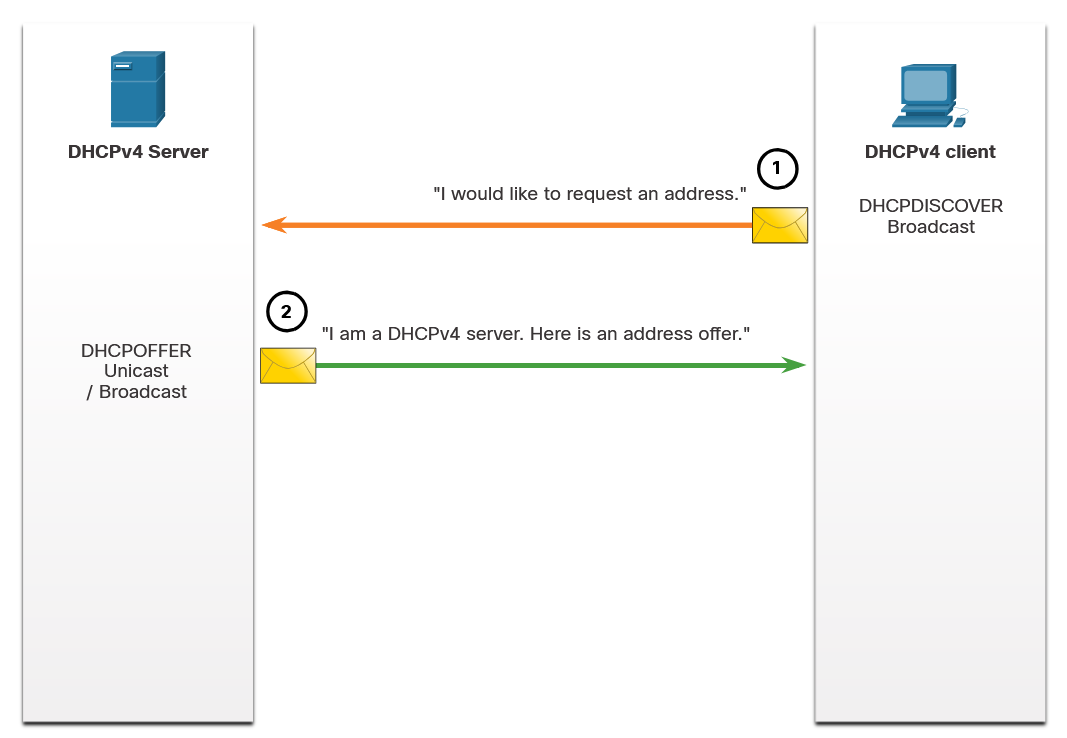 DHCPv4 Server
DHCPv4 client
1
"I would like to request an address."
DHCPDISCOVER
Broadcast
2
"I am a DHCPv4 server. Here is an address offer."
DHCPOFFER
Unicast
/ Broadcast